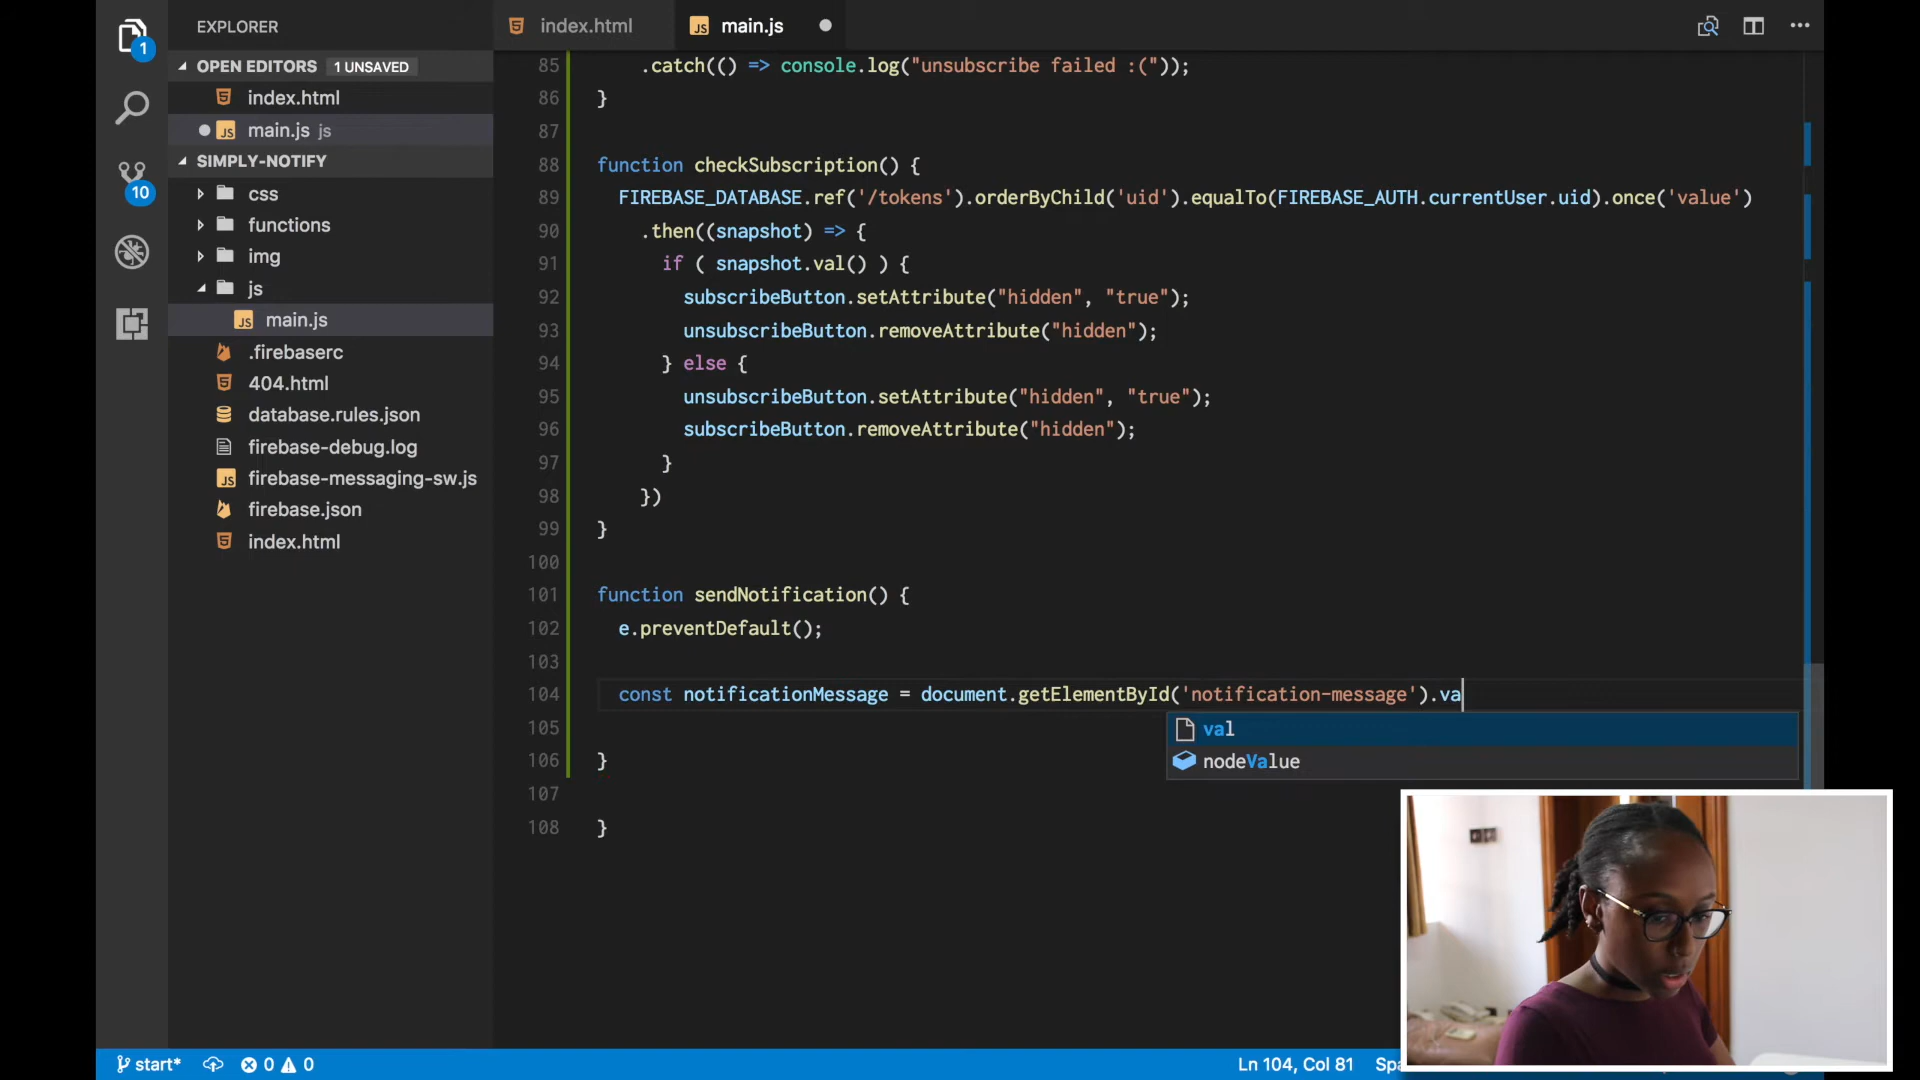 EXPLORER
OPEN EDITORS 1 UNSAVED
index.html
main.js js
SIMPLY-NOTIFY
css
functions
img
js
main.js
.firebaserc
404.html
database.rules.json
firebase-debug.log
firebase-messaging-sw.js
firebase.json
index.html
1
10
index.html
main.js
85 .catch(() => console.log("unsubscribe failed :("));
86 }
87
88 function checkSubscription() {
89 FIREBASE_DATABASE.ref('/tokens').orderByChild('uid').equalTo(FIREBASE_AUTH.currentUser.uid).once('value')
90 .then((snapshot) => {
91 if ( snapshot.val() ) {
92 subscribeButton.setAttribute("hidden", "true");
93 unsubscribeButton.removeAttribute("hidden");
94 } else {
95 unsubscribeButton.setAttribute("hidden", "true");
96 subscribeButton.removeAttribute("hidden");
97 }
98 })
99 }
100
101 function sendNotification() {
102 e.preventDefault();
103
104 const notificationMessage = document.getElementById('notification-message').va
105
val
nodeValue
106 }
107
108 }
start* 0 0 Ln 104, Col 81